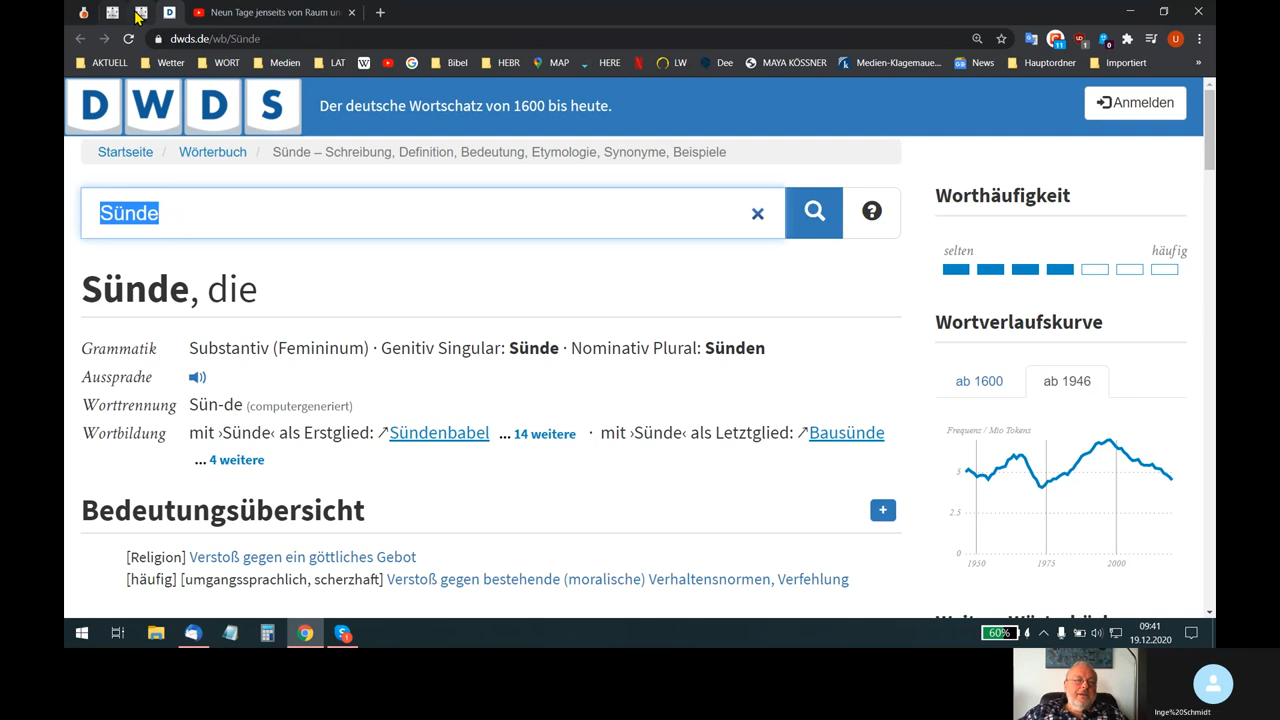 Neun Tage jenseits von Raum un
dwds.de/wb/Sünde
AKTUELL Wetter WORT Medien LAT Bibel HEBR MAP HERE LW Dee MAYA KÖSSNER Medien-Klagemaue... News Hauptordner Importiert »
DWDS
Der deutsche Wortschatz von 1600 bis heute.
Anmelden
Startseite / Wörterbuch / Sünde – Schreibung, Definition, Bedeutung, Etymologie, Synonyme, Beispiele
Sünde
Sünde, die
Grammatik Substantiv (Femininum) · Genitiv Singular: Sünde · Nominativ Plural: Sünden
Aussprache
Worttrennung Sün-de (computergeneriert)
Wortbildung mit ›Sünde‹ als Erstglied: ↗Sündenbabel ... 14 weitere · mit ›Sünde‹ als Letztglied: ↗Bausünde
... 4 weitere
Bedeutungsübersicht
+
[Religion] Verstoß gegen ein göttliches Gebot
[häufig] [umgangssprachlich, scherzhaft] Verstoß gegen bestehende (moralische) Verhaltensnormen, Verfehlung
Worthäufigkeit
selten häufig
Wortverlaufskurve
ab 1600 ab 1946
Frequenz / Mio Tokens
5
2.5
0
1950 1975 2000
60%
09:41
19.12.2020
Inge%20Schmidt